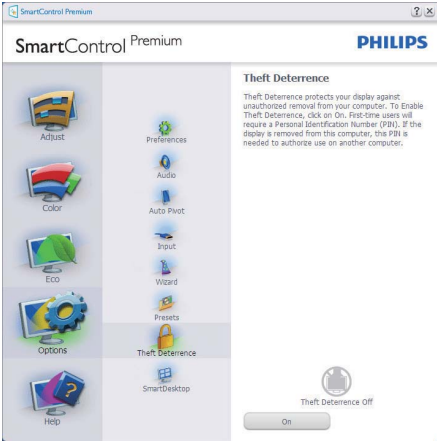 SmartControl Premium
? ×
SmartControl Premium
PHILIPS
Adjust
Color
Eco
Options
Help
Preferences
Audio
Auto Pivot
Input
Wizard
Presets
Theft Deterrence
SmartDesktop
Theft Deterrence
Theft Deterrence protects your display against
unauthorized removal from your computer. To Enable
Theft Deterrence, click on On. First-time users will
require a Personal Identification Number (PIN). If the
display is removed from this computer, this PIN is
needed to authorize use on another computer.
Theft Deterrence Off
On